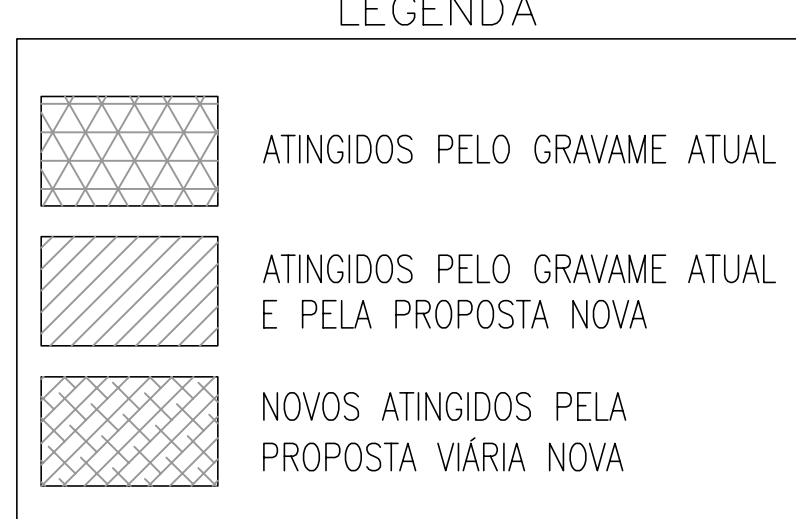 LEGENDA
ATINGIDOS PELO GRAVAME ATUAL
ATINGIDOS PELO GRAVAME ATUAL
E PELA PROPOSTA NOVA
NOVOS ATINGIDOS PELA
PROPOSTA VIÁRIA NOVA